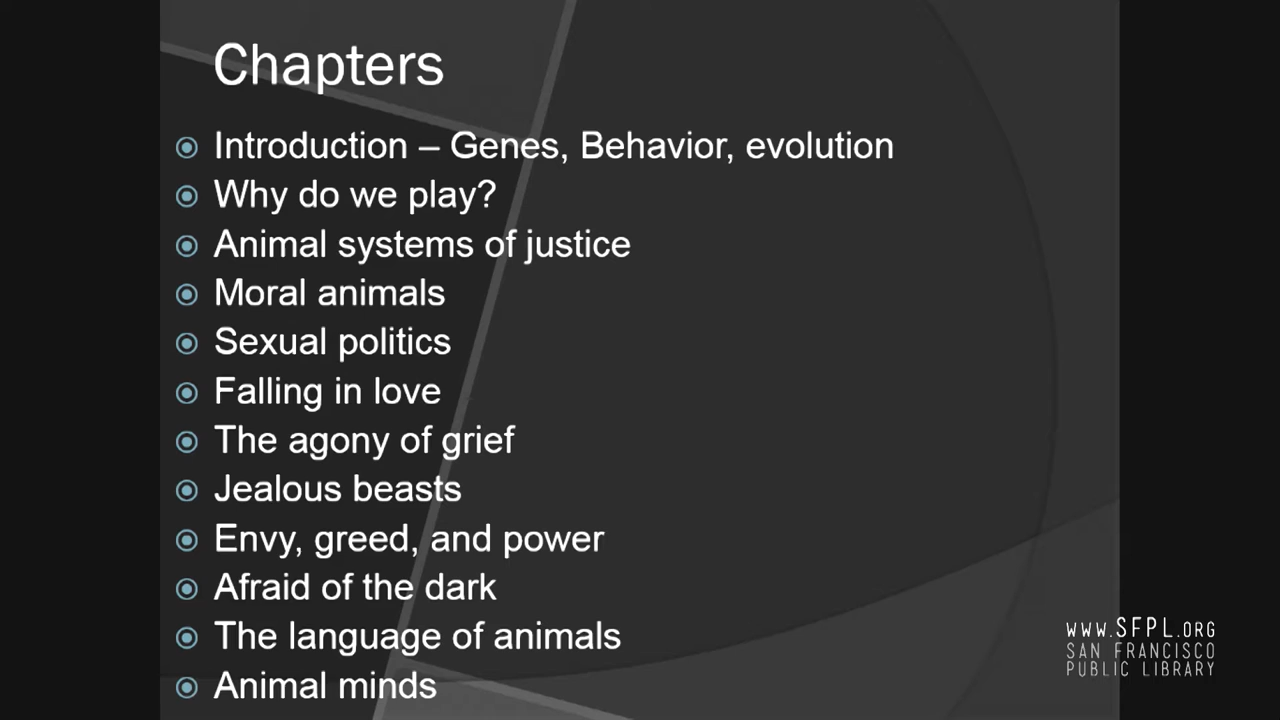 Chapters
Introduction – Genes, Behavior, evolution
Why do we play?
Animal systems of justice
Moral animals
Sexual politics
Falling in love
The agony of grief
Jealous beasts
Envy, greed, and power
Afraid of the dark
The language of animals
Animal minds
www.SFPL.ORG
SAN FRANCISCO
PUBLIC LIBRARY